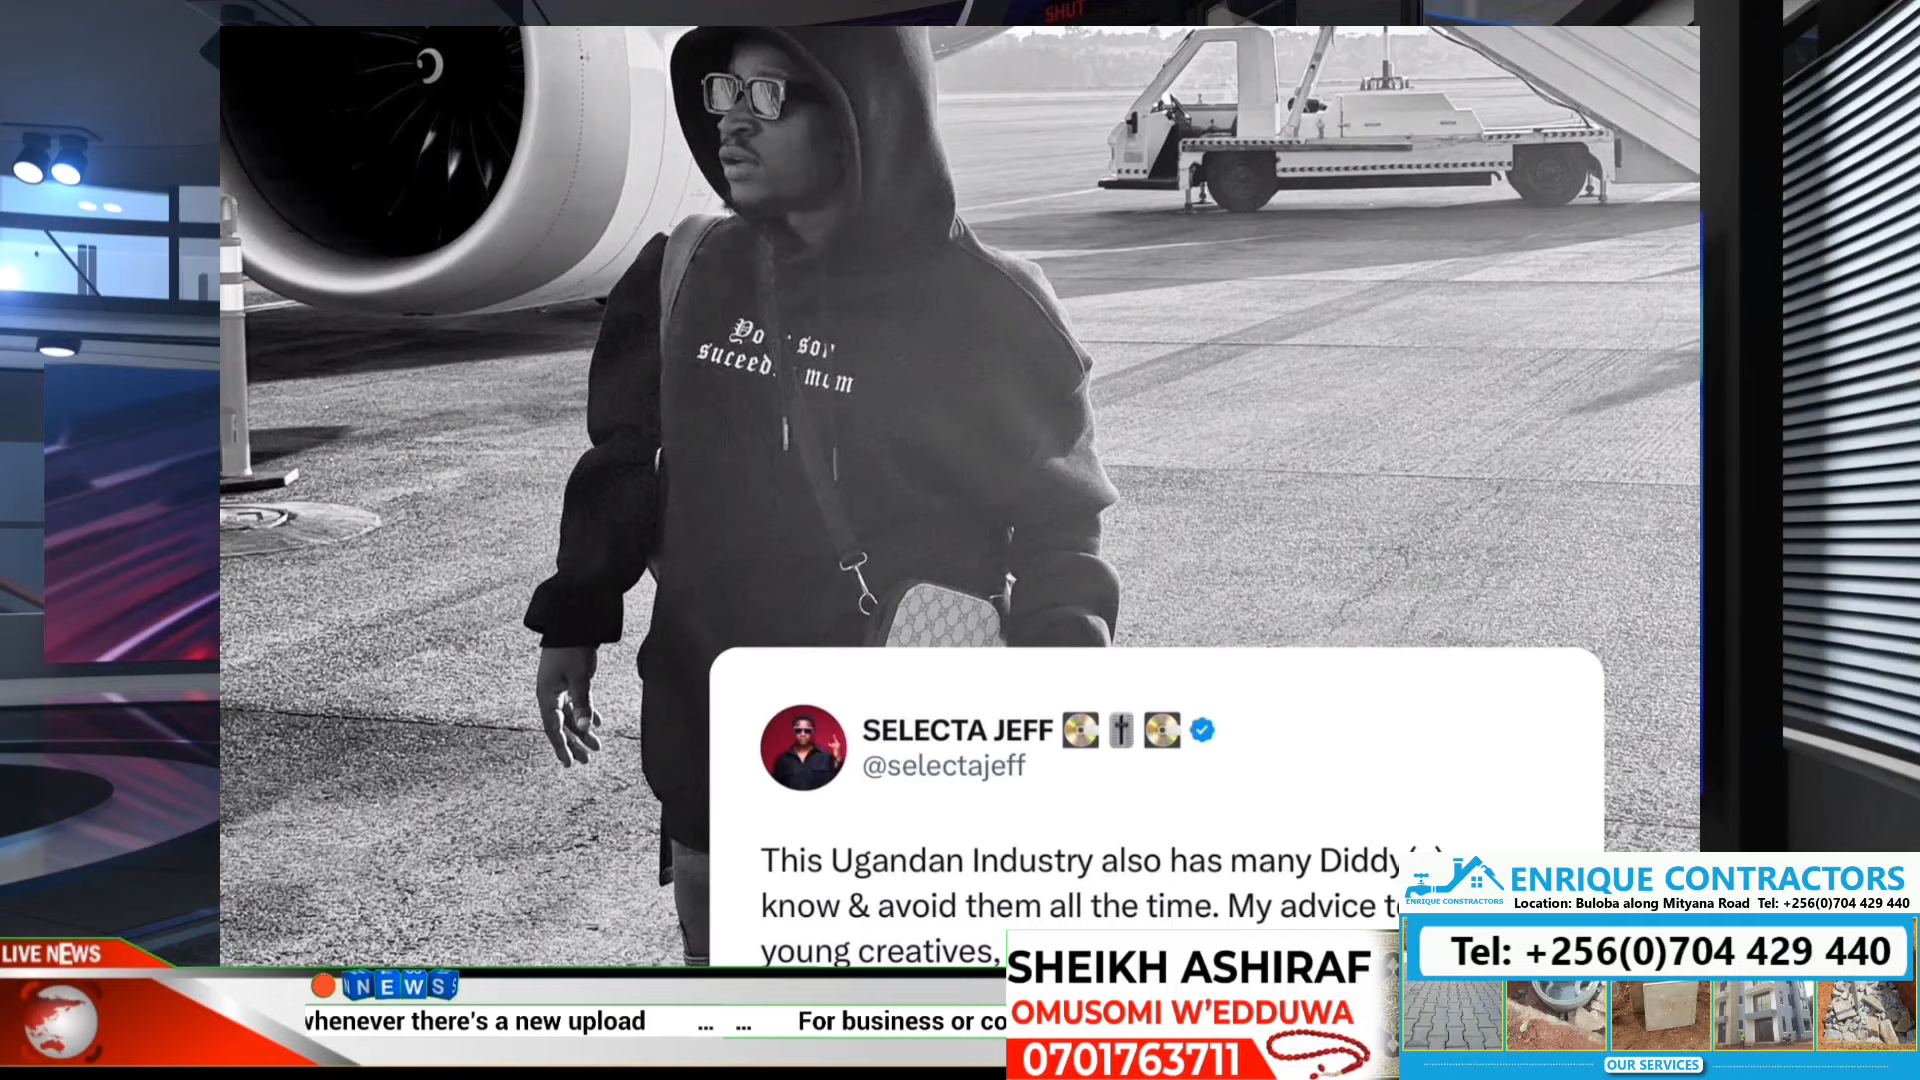 SHUT
Yo son
suceed mom
SELECTA JEFF
@selectajeff
This Ugandan Industry also has many Diddy
know & avoid them all the time. My advice
young creatives,
ENRIQUE CONTRACTORS
ENRIQUE CONSTRACTORS
Location: Buloba along Mityana Road Tel: +256(0)704 429 440
Tel: +256(0)704 429 440
OUR SERVICES
SHEIKH ASHIRAF
OMUSOMI W'EDDUWA
0701763711
LIVE NEWS
NEWS
whenever there's a new upload ... ... For business or co